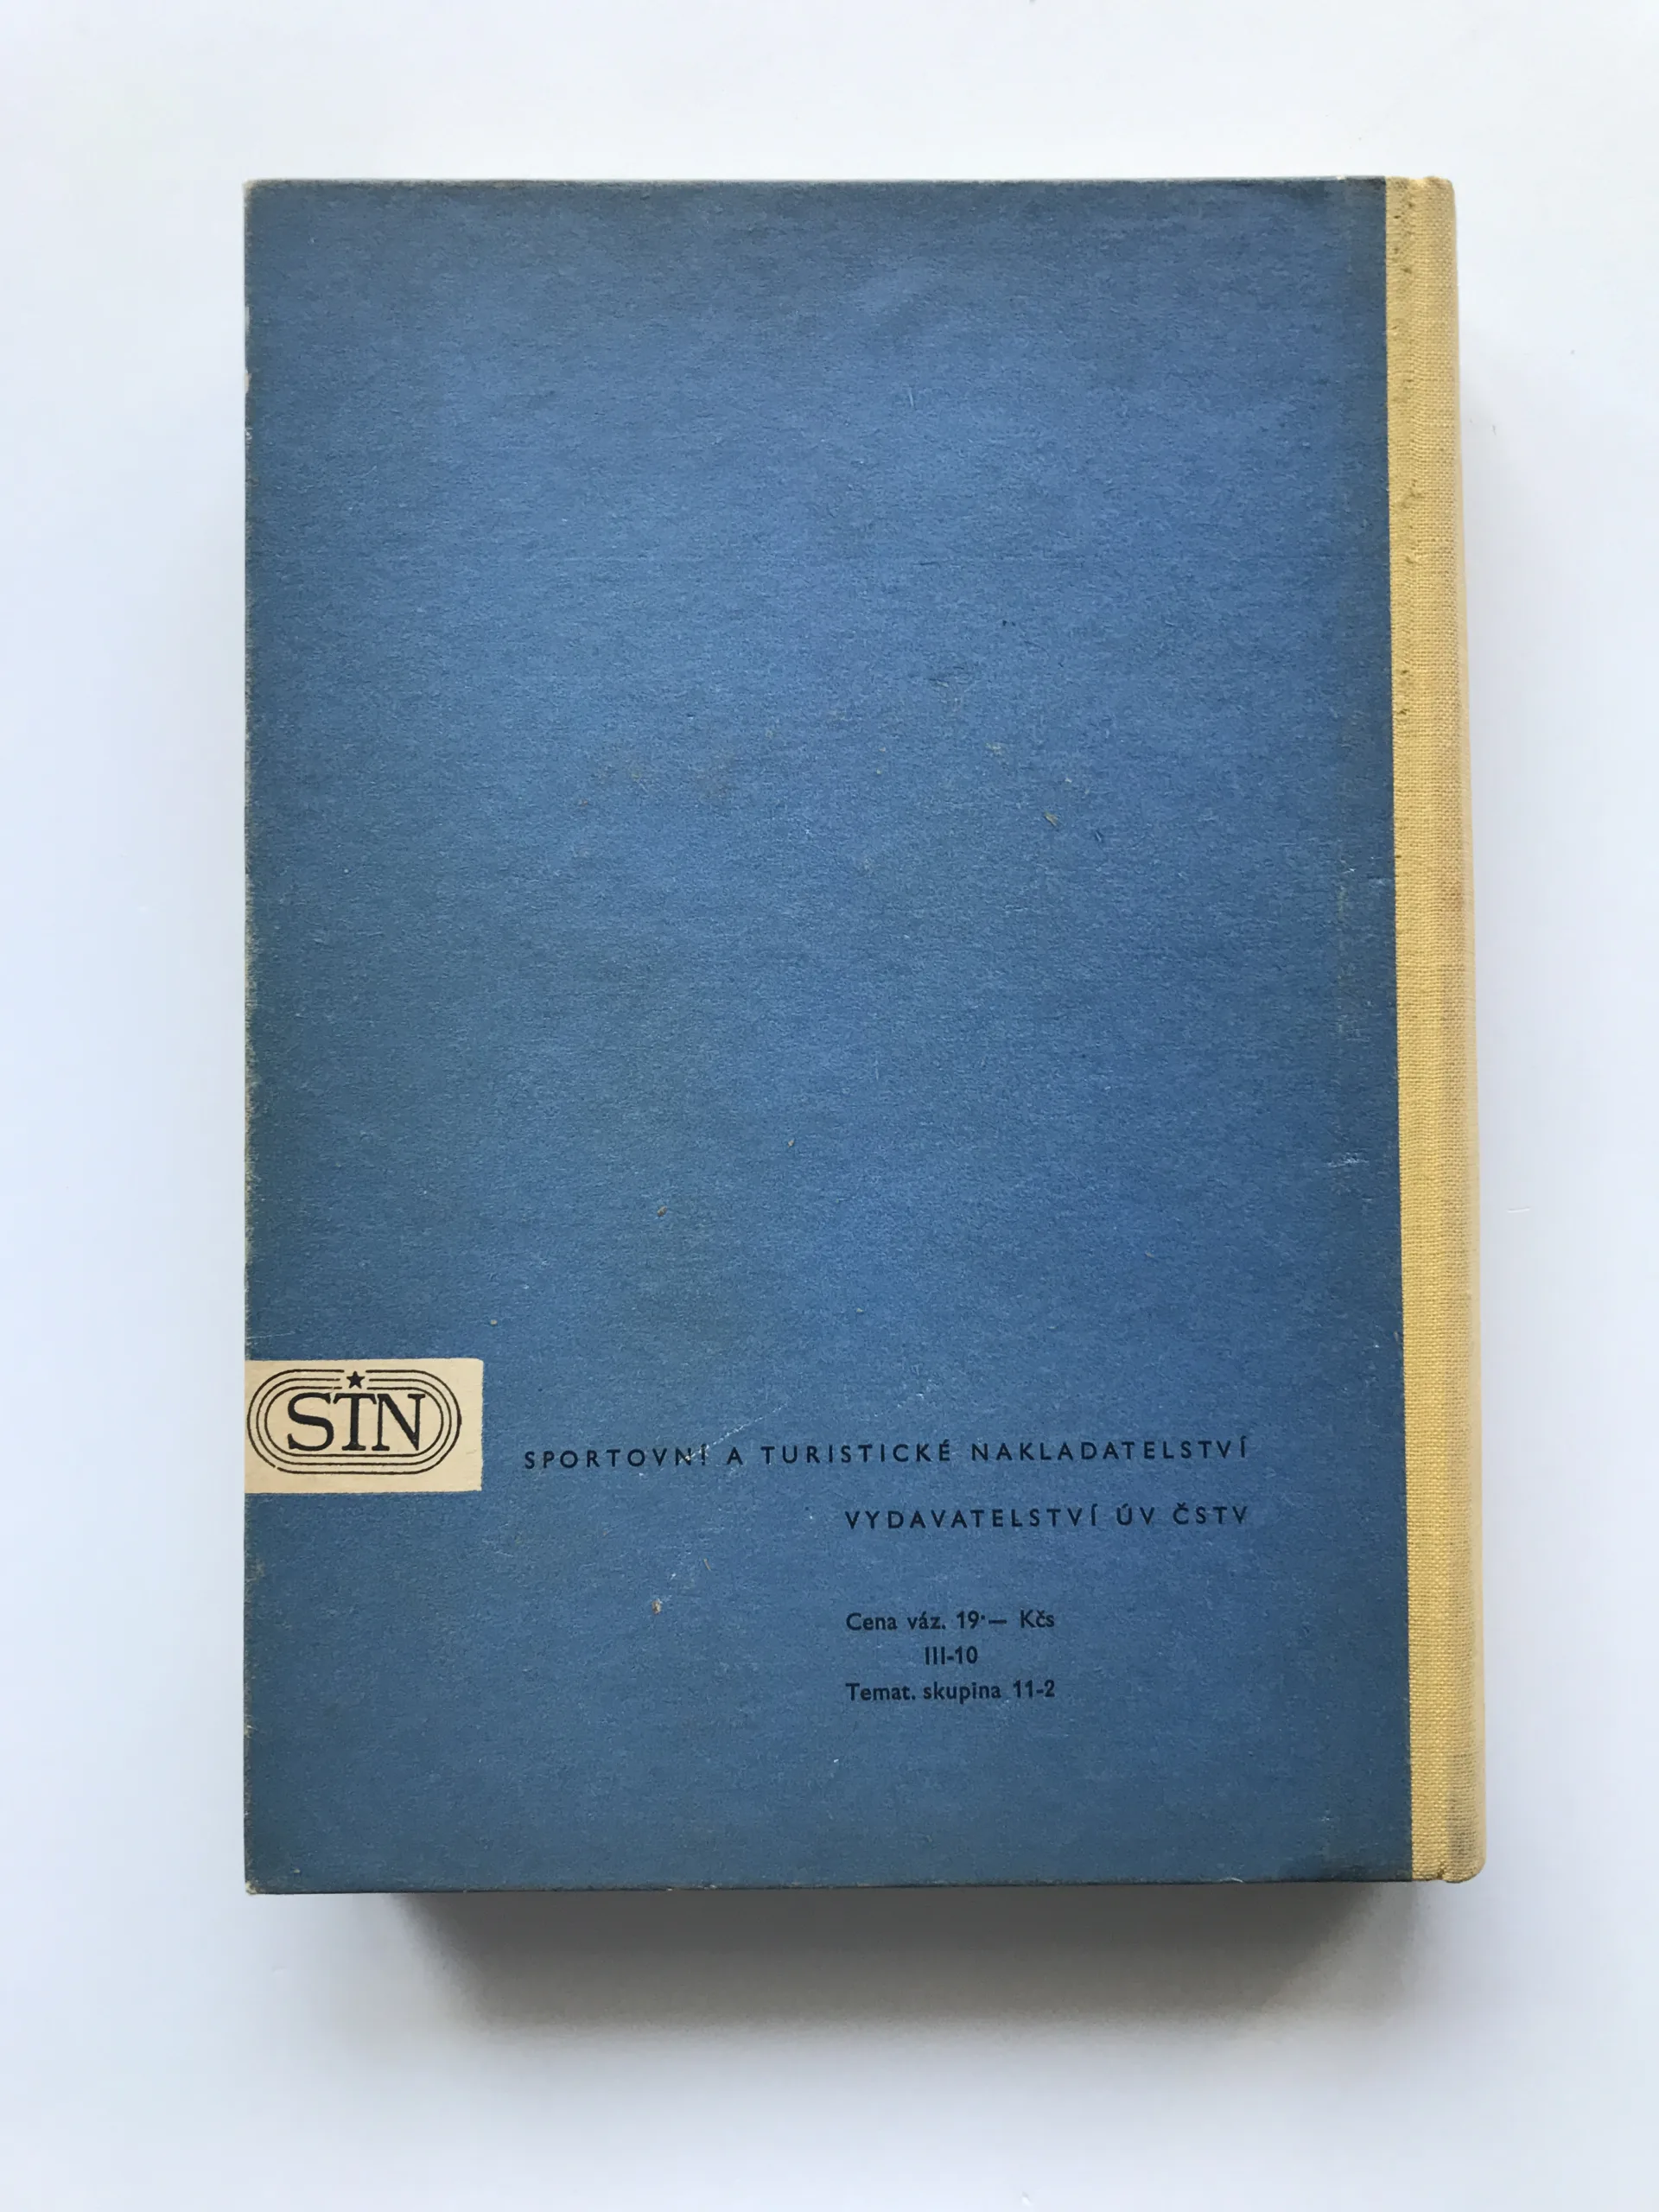 STN
SPORTOVNÍ A TURISTICKÉ NAKLADATELSTVÍ
VYDAVATELSTVÍ ÚV ČSTV
Cena váz. 19·— Kčs
III-10
Temat. skupina 11-2